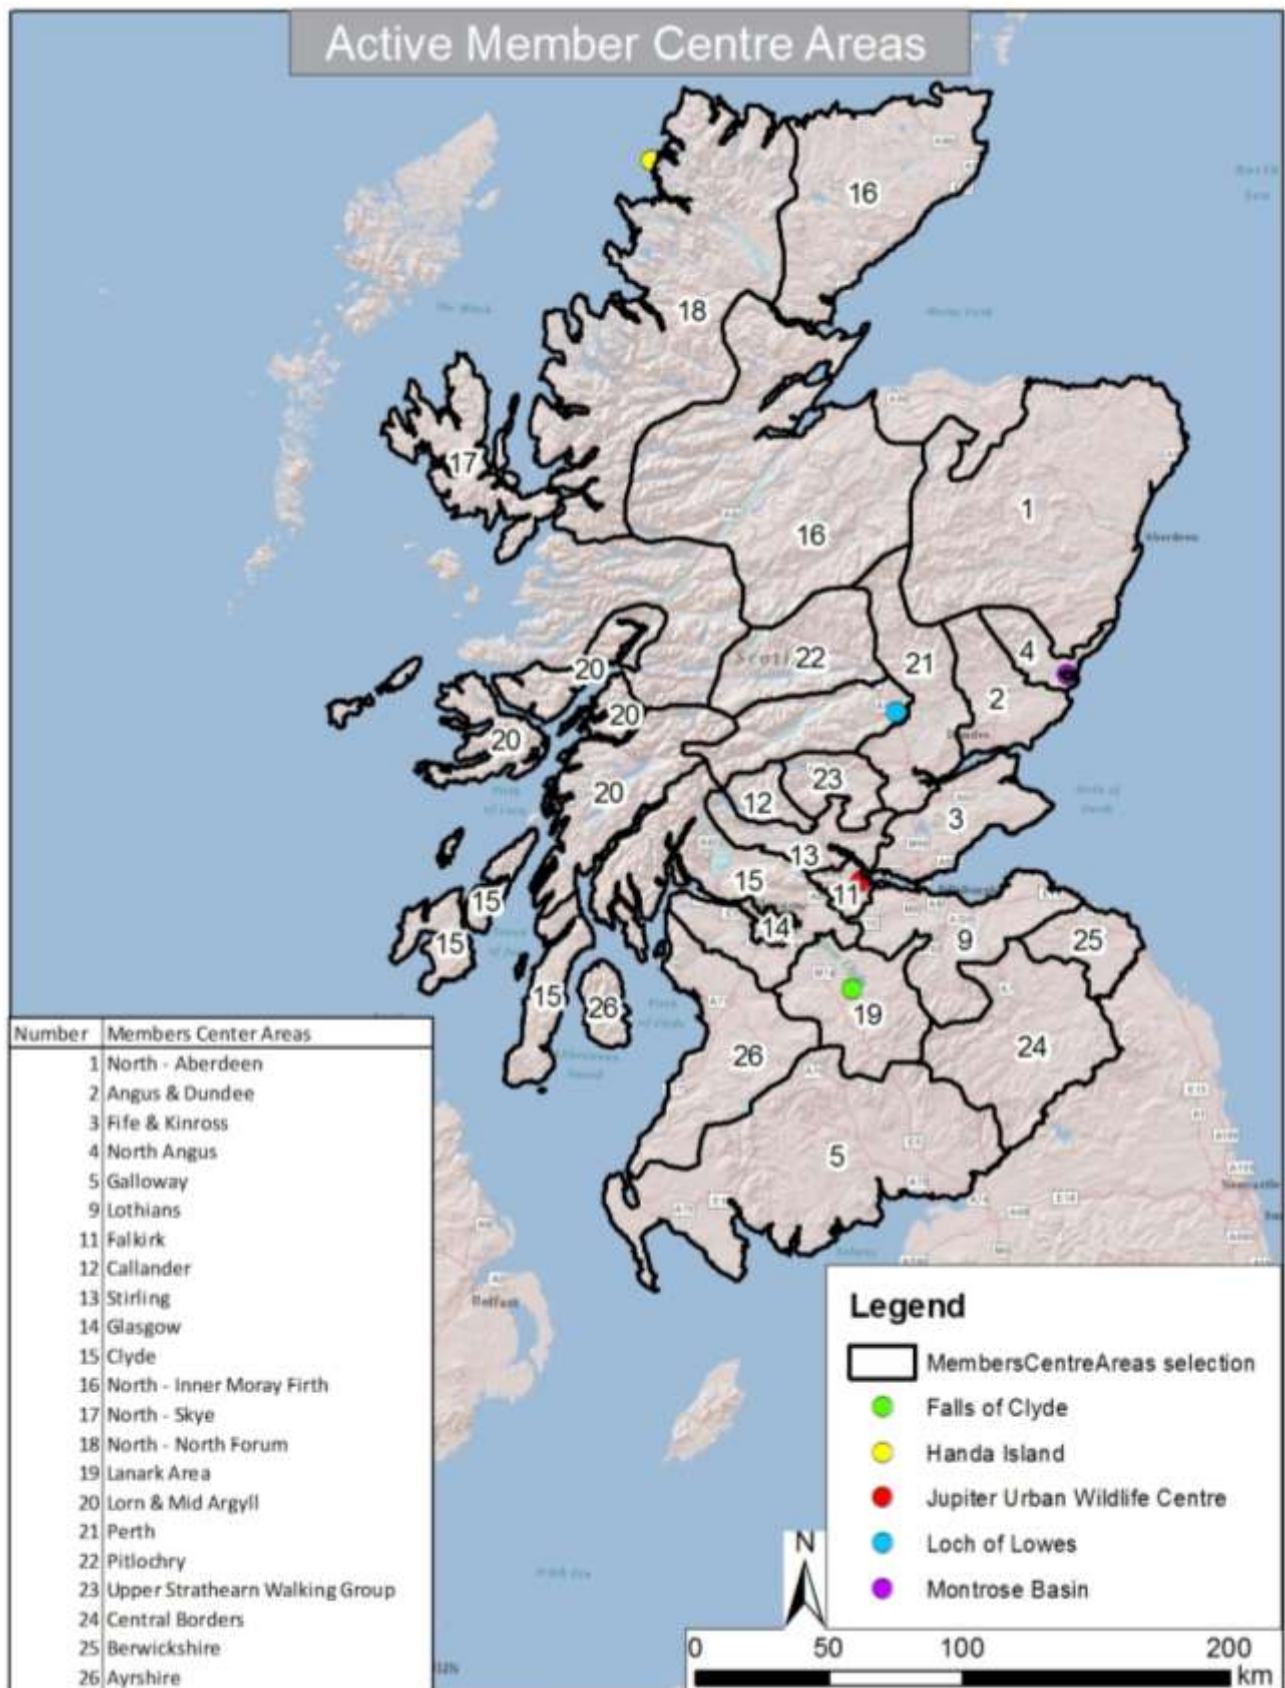 Active Member Centre Areas
16
18
17
1
16
20
22
21
4
2
20
20
20
23
12
3
13
15
11
15
14
9
25
15
15
26
19
24
26
5
Aberdeen
Dundee
Belfast
Number Members Center Areas
1 North - Aberdeen
2 Angus & Dundee
3 Fife & Kinross
4 North Angus
5 Galloway
9 Lothians
11 Falkirk
12 Callander
13 Stirling
14 Glasgow
15 Clyde
16 North - Inner Moray Firth
17 North - Skye
18 North - North Forum
19 Lanark Area
20 Lorn & Mid Argyll
21 Perth
22 Pitlochry
23 Upper Strathearn Walking Group
24 Central Borders
25 Berwickshire
26 Ayrshire
Legend
MembersCentreAreas selection
Falls of Clyde
Handa Island
Jupiter Urban Wildlife Centre
Loch of Lowes
Montrose Basin
N
0 50 100 200
km